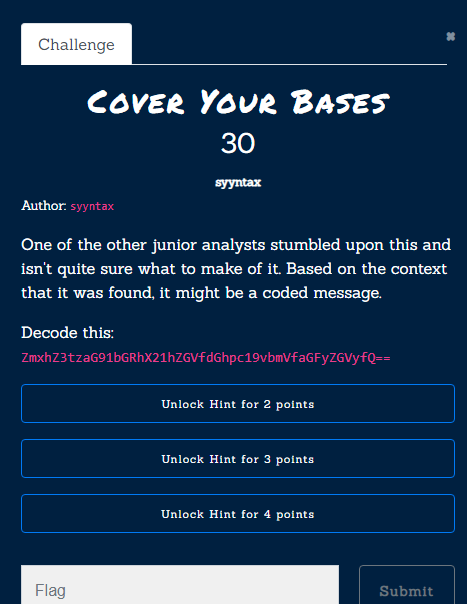 Challenge
✖
Cover Your Bases
30
syyntax
Author: syyntax
One of the other junior analysts stumbled upon this and
isn't quite sure what to make of it. Based on the context
that it was found, it might be a coded message.
Decode this:
ZmxhZ3tzaG91bGRhX21hZGVfdGhpc19vbmVfaGFyZGVyfQ==
Unlock Hint for 2 points
Unlock Hint for 3 points
Unlock Hint for 4 points
Flag
Submit